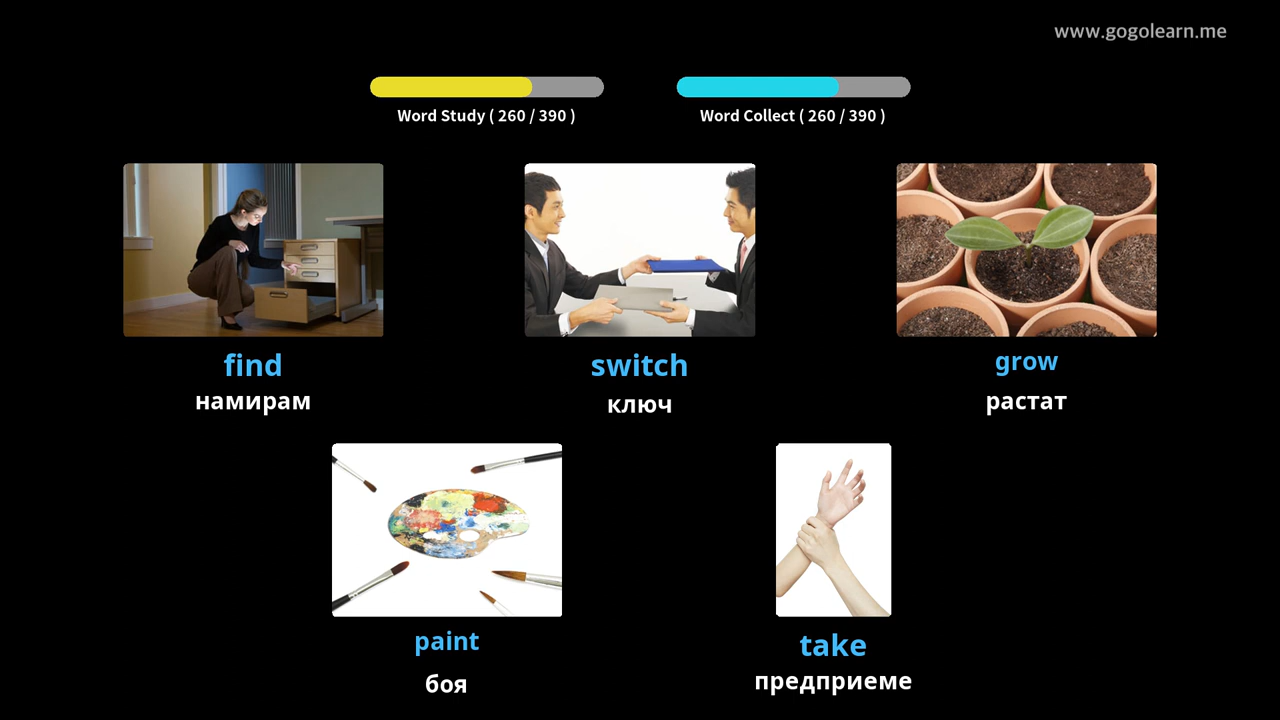 www.gogolearn.me
Word Study ( 260 / 390 )
Word Collect ( 260 / 390 )
find
намирам
switch
ключ
grow
растат
paint
боя
take
предприеме